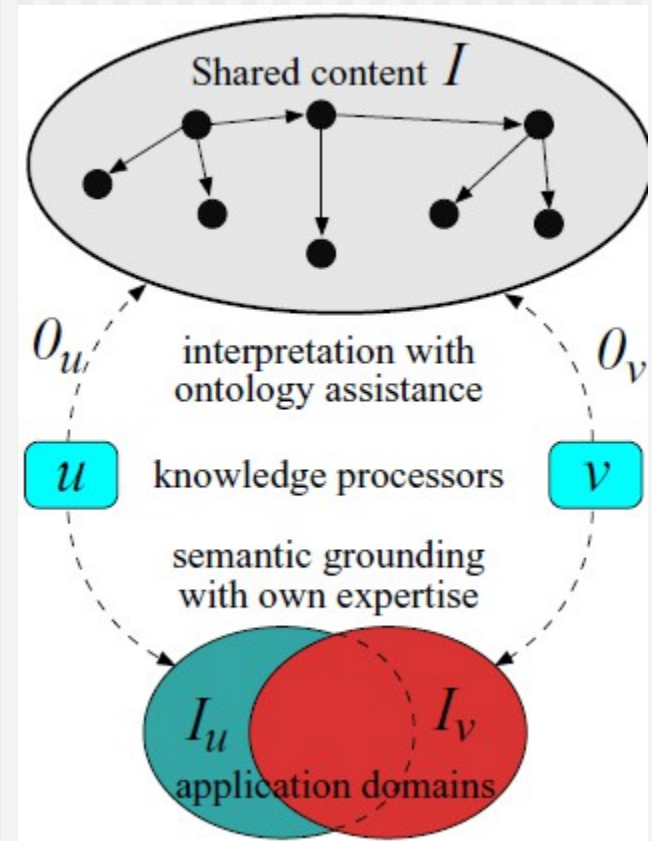 Shared content I
O_u
interpretation with
ontology assistance
O_v
u
knowledge processors
v
semantic grounding
with own expertise
I_u
I_v
application domains